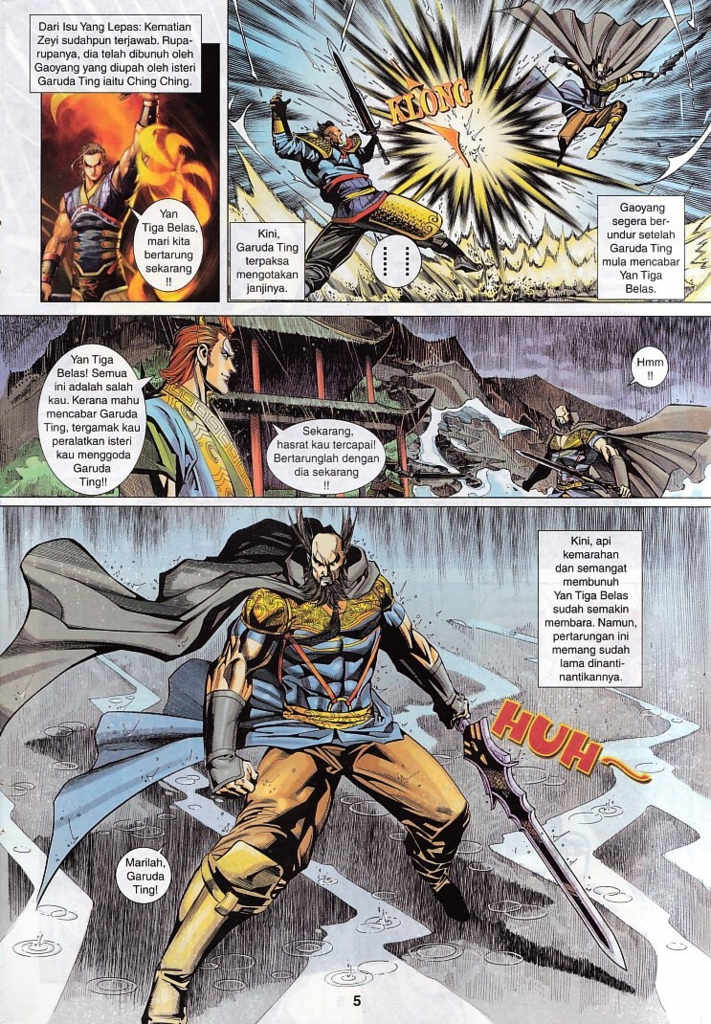 Dari Isu Yang Lepas: Kematian
Zeyi sudahpun terjawab. Rupa-
rupanya, dia telah dibunuh oleh
Gaoyang yang diupah oleh isteri
Garuda Ting iaitu Ching Ching.
Yan
Tiga Belas,
mari kita
bertarung
sekarang
!!
KLONG
Kini,
Garuda Ting
terpaksa
mengotakan
janjinya.
Gaoyang
segera ber-
undur setelah
Garuda Ting
mula mencabar
Yan Tiga
Belas.
Yan Tiga
Belas! Semua
ini adalah salah
kau. Kerana mahu
mencabar Garuda
Ting, tergamak kau
peralatkan isteri
kau menggoda
Garuda
Ting!!
Sekarang,
hasrat kau tercapai!
Bertarunglah dengan
dia sekarang
!!
Hmm
!!
Kini, api
kemarahan
dan semangat
membunuh
Yan Tiga Belas
sudah semakin
membara. Namun,
pertarungan ini
memang sudah
lama dinanti-
nantikannya.
HUH~
Marilah,
Garuda
Ting!
5